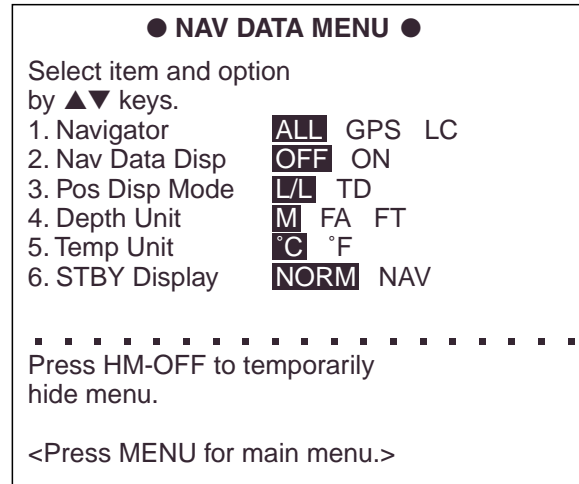 ● NAV DATA MENU ●
Select item and option
by ▲▼ keys.
1. Navigator ALL GPS LC
2. Nav Data Disp OFF ON
3. Pos Disp Mode L/L TD
4. Depth Unit M FA FT
5. Temp Unit °C °F
6. STBY Display NORM NAV
Press HM-OFF to temporarily
hide menu.
<Press MENU for main menu.>